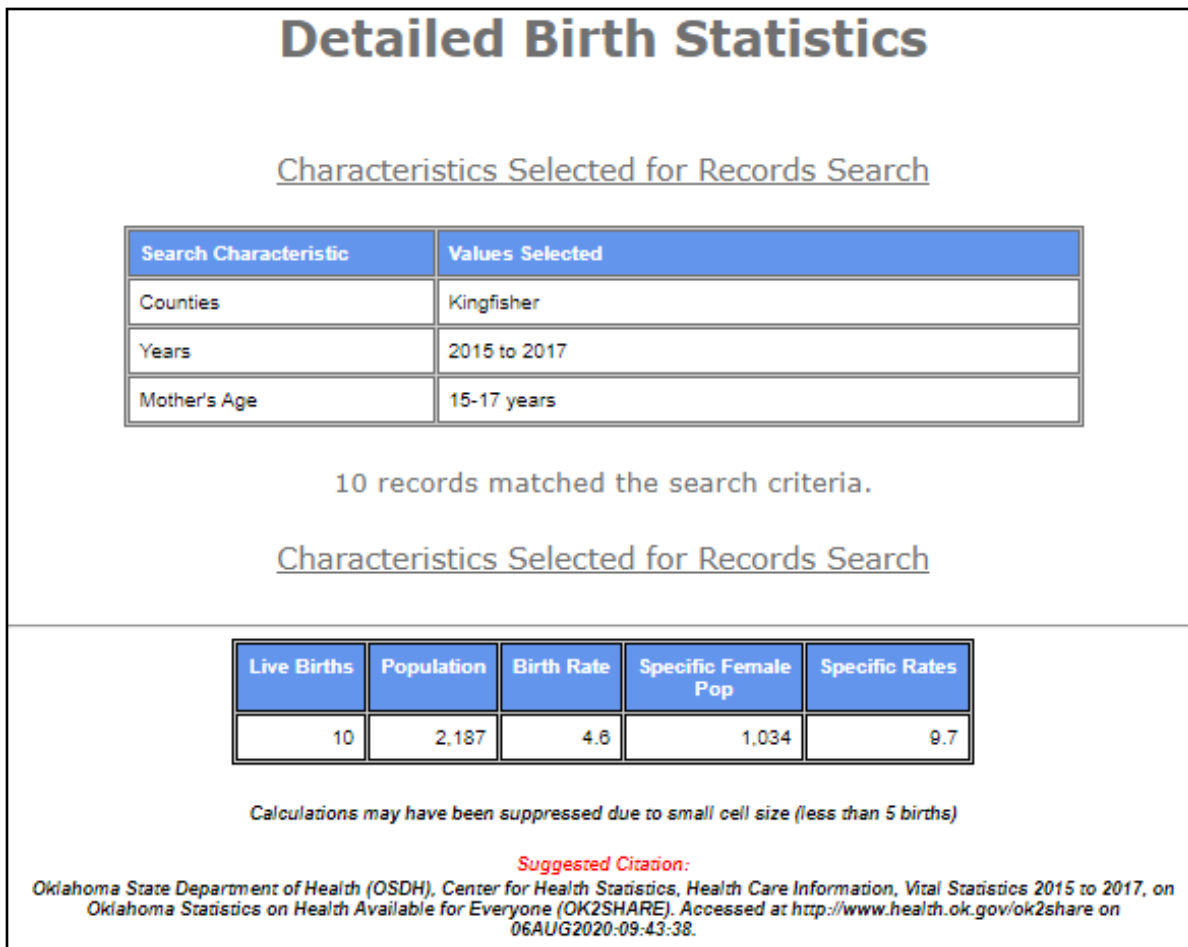 Detailed Birth Statistics
Characteristics Selected for Records Search
Search Characteristic Values Selected
Counties Kingfisher
Years 2015 to 2017
Mother's Age 15-17 years
10 records matched the search criteria.
Characteristics Selected for Records Search
Live Births Population Birth Rate Specific Female Specific Rates
Pop
10 2,187 4.6 1,034 9.7
Calculations may have been suppressed due to small cell size (less than 5 births)
Suggested Citation:
Oklahoma State Department of Health (OSDH), Center for Health Statistics, Health Care Information, Vital Statistics 2015 to 2017, on
Oklahoma Statistics on Health Available for Everyone (OK2SHARE). Accessed at http://www.health.ok.gov/ok2share on
06AUG2020:09:43:38.